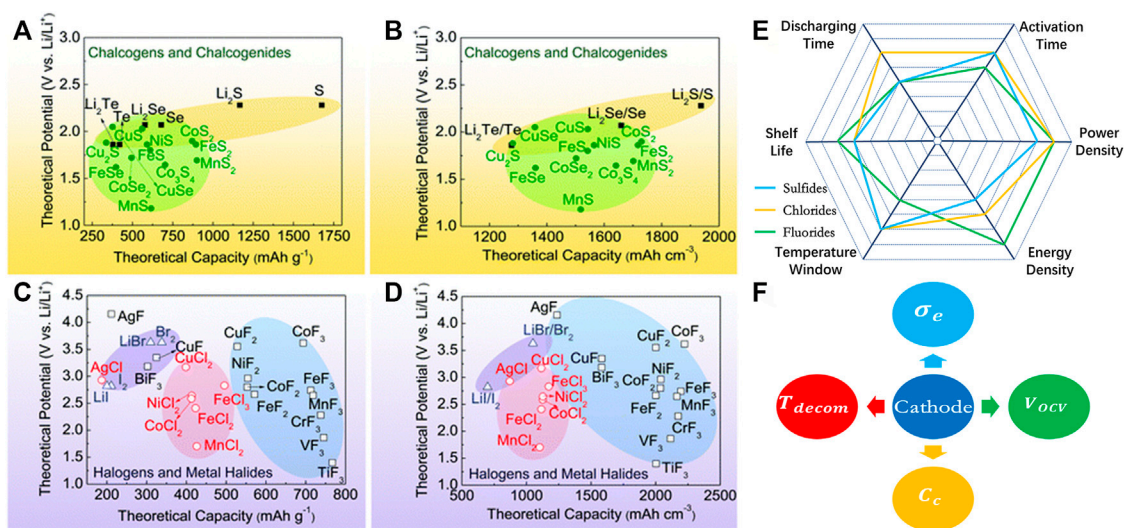 A
Theoretical Potential (V vs. Li/Li⁺)
3.0
2.5
2.0
1.5
1.0
Chalcogens and Chalcogenides
Li₂S
S
Li₂Te
Te
Li₂Se
Se
CuS
NiS
CoS₂
Cu₂S
FeS
FeS₂
FeSe
MnS₂
CoSe₂
Co₃S₄
CuSe
MnS
250 500 750 1000 1250 1500 1750
Theoretical Capacity (mAh g⁻¹)
B
Theoretical Potential (V vs. Li/Li⁺)
3.0
2.5
2.0
1.5
1.0
Chalcogens and Chalcogenides
Li₂S/S
Li₂Se/Se
Li₂Te/Te
CuSe
CuS
CoS₂
NiS
Cu₂S
FeS
FeS₂
FeSe
MnS₂
CoSe₂
Co₃S₄
MnS
1200 1400 1600 1800 2000
Theoretical Capacity (mAh cm⁻³)
C
Theoretical Potential (V vs. Li/Li⁺)
4.5
4.0
3.5
3.0
2.5
2.0
1.5
1.0
AgF
LiBr
Br₂
CuF
CuF₂
CoF₃
AgCl
I₂
CuCl₂
NiF₂
BiF₃
LiI
CoF₂
FeF₃
FeCl₃
NiCl₂
FeF₂
MnF₃
CoCl₂
FeCl₂
CrF₃
MnCl₂
VF₃
TiF₃
Halogens and Metal Halides
100 200 300 400 500 600 700 800
Theoretical Capacity (mAh g⁻¹)
D
Theoretical Potential (V vs. Li/Li⁺)
4.5
4.0
3.5
3.0
2.5
2.0
1.5
1.0
AgF
LiBr/Br₂
CuF₂
CoF₃
CuCl₂
CuF
AgCl
BiF₃
NiF₂
FeCl₃
CoF₂
LiI/I₂
NiCl₂
FeF₃
FeCl₂
CoCl₂
FeF₂
MnF₃
MnCl₂
CrF₃
VF₃
TiF₃
Halogens and Metal Halides
500 1000 1500 2000 2500
Theoretical Capacity (mAh cm⁻³)
E
Discharging
Time
Activation
Time
Shelf
Life
Power
Density
Sulfides
Chlorides
Fluorides
Temperature
Window
Energy
Density
F
σₑ
T_decom
Cathode
V_OCV
C_c